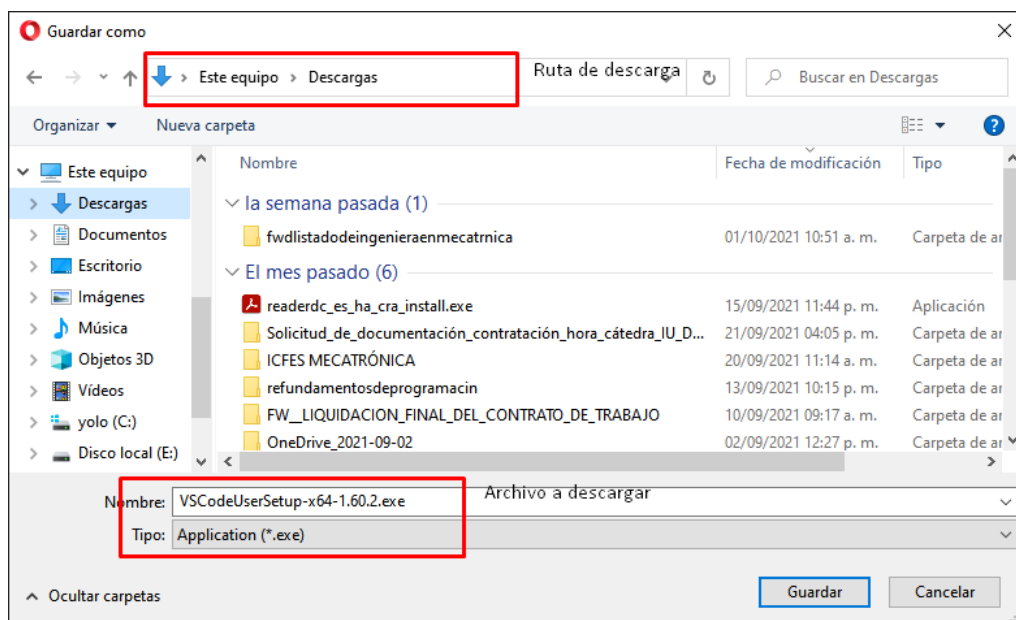 Guardar como
Este equipo > Descargas
Ruta de descarga
Buscar en Descargas
Organizar
Nueva carpeta
?
Este equipo
Descargas
Documentos
Escritorio
Imágenes
Música
Objetos 3D
Vídeos
yolo (C:)
Disco local (E:)
Nombre Fecha de modificación Tipo
la semana pasada (1)
fwdlistadodeingenieraenmecatrnica 01/10/2021 10:51 a. m. Carpeta de ar
El mes pasado (6)
readerdc_es_ha_cra_install.exe 15/09/2021 11:44 p. m. Aplicación
Solicitud_de_documentación_contratación_hora_cátedra_IU_D... 21/09/2021 04:05 p. m. Carpeta de ar
ICFES MECATRÓNICA 20/09/2021 11:14 a. m. Carpeta de ar
refundamentosdeprogramacin 13/09/2021 10:15 p. m. Carpeta de ar
FW__LIQUIDACION_FINAL_DEL_CONTRATO_DE_TRABAJO 10/09/2021 09:17 a. m. Carpeta de ar
OneDrive_2021-09-02 02/09/2021 12:27 p. m. Carpeta de ar
Nombre: VSCodeUserSetup-x64-1.60.2.exe
Archivo a descargar
Tipo: Application (*.exe)
Ocultar carpetas
Guardar
Cancelar